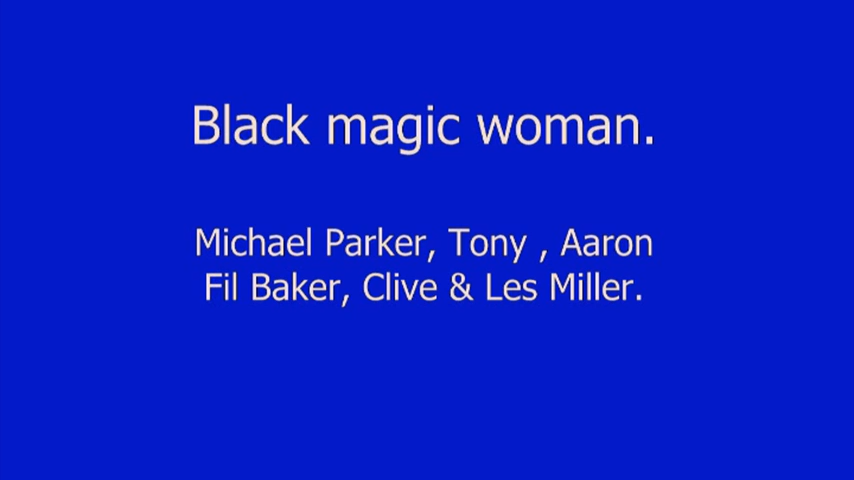 Black magic woman.
Michael Parker, Tony , Aaron
Fil Baker, Clive & Les Miller.